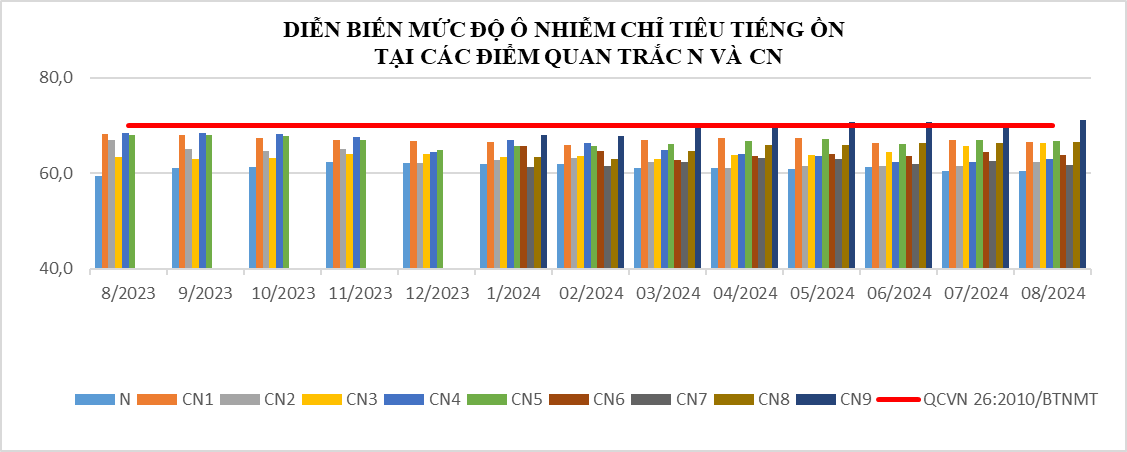 DIỄN BIẾN MỨC ĐỘ Ô NHIỄM CHỈ TIÊU TIẾNG ỒN
TẠI CÁC ĐIỂM QUAN TRẮC N VÀ CN
80,0
60,0
40,0
8/2023 9/2023 10/2023 11/2023 12/2023 1/2024 02/2024 03/2024 04/2024 05/2024 06/2024 07/2024 08/2024
N CN1 CN2 CN3 CN4 CN5 CN6 CN7 CN8 CN9 QCVN 26:2010/BTNMT